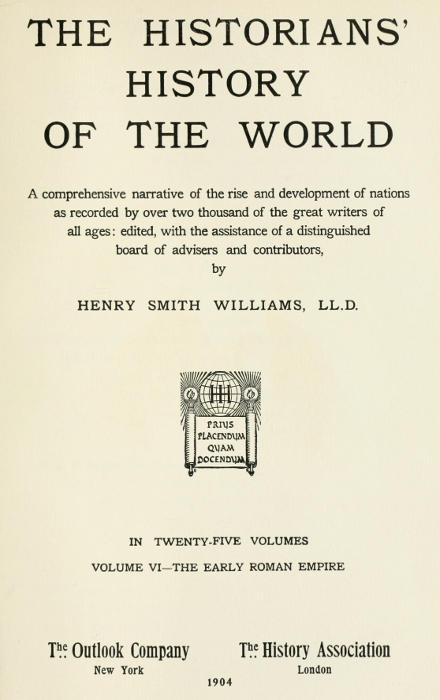 THE HISTORIANS'
HISTORY
OF THE WORLD
A comprehensive narrative of the rise and development of nations
as recorded by over two thousand of the great writers of
all ages: edited, with the assistance of a distinguished
board of advisers and contributors,
by
HENRY SMITH WILLIAMS, LL.D.
HH
PRIUS
PLACENDUM
QUAM
DOCENDUM
IN TWENTY-FIVE VOLUMES
VOLUME VI—THE EARLY ROMAN EMPIRE
The Outlook Company
New York
The History Association
London
1904